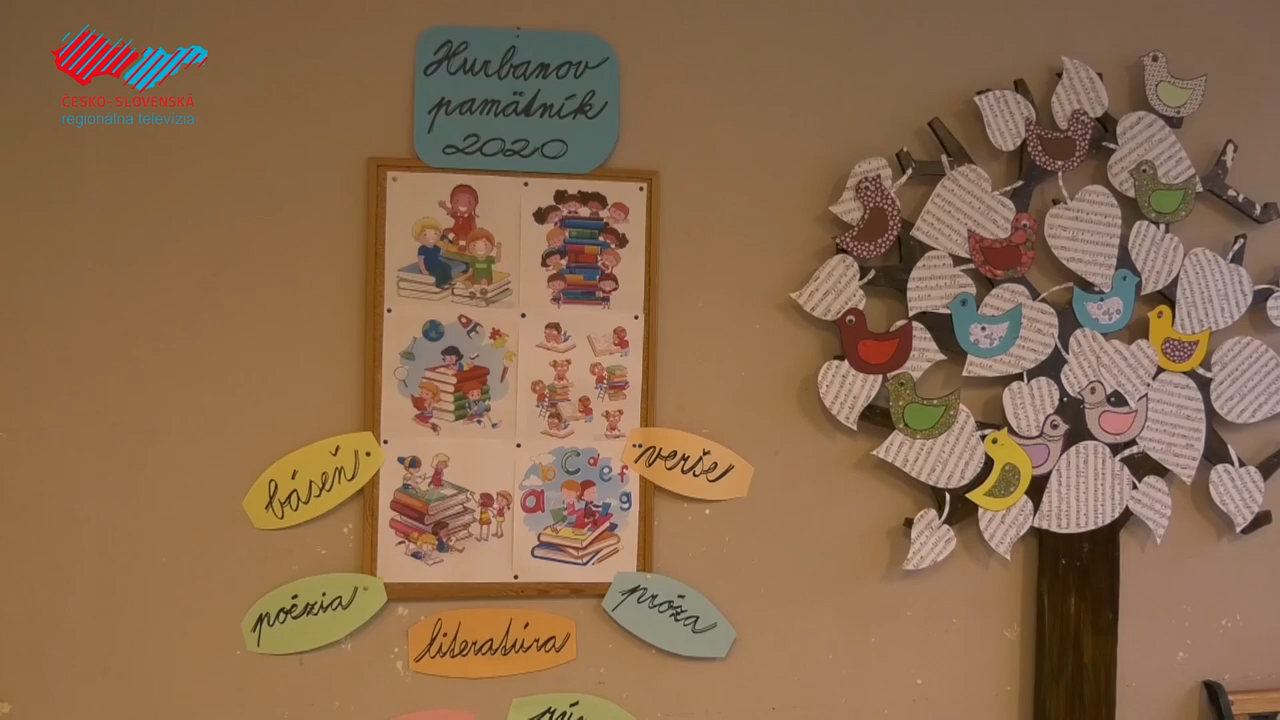 ČESKO-SLOVENSKÁ
regionálna televízia
Hurbanov
pamätník
2020
a b c d e f g
báseň
verše
poézia
próza
literatúra